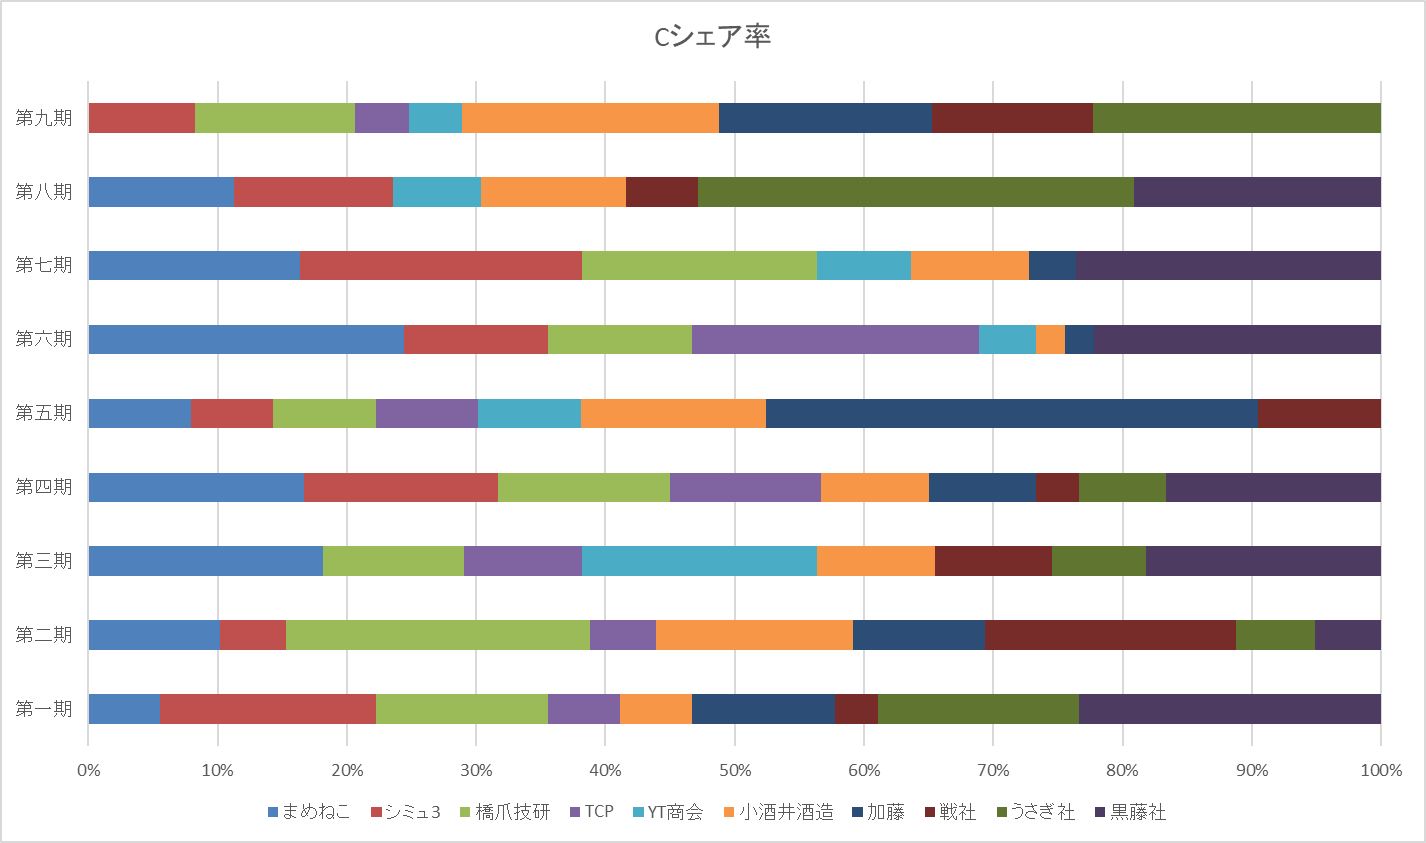 Cシェア率
第九期
第八期
第七期
第六期
第五期
第四期
第三期
第二期
第一期
0% 10% 20% 30% 40% 50% 60% 70% 80% 90% 100%
まめねこ シミュ3 橋爪技研 TCP YT商会 小酒井酒造 加藤 戦社 うさぎ社 黒藤社